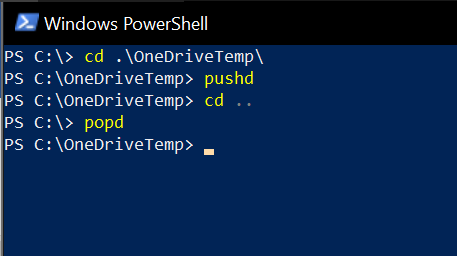 Windows PowerShell
PS C:\> cd .\OneDriveTemp\
PS C:\OneDriveTemp> pushd
PS C:\OneDriveTemp> cd ..
PS C:\> popd
PS C:\OneDriveTemp>